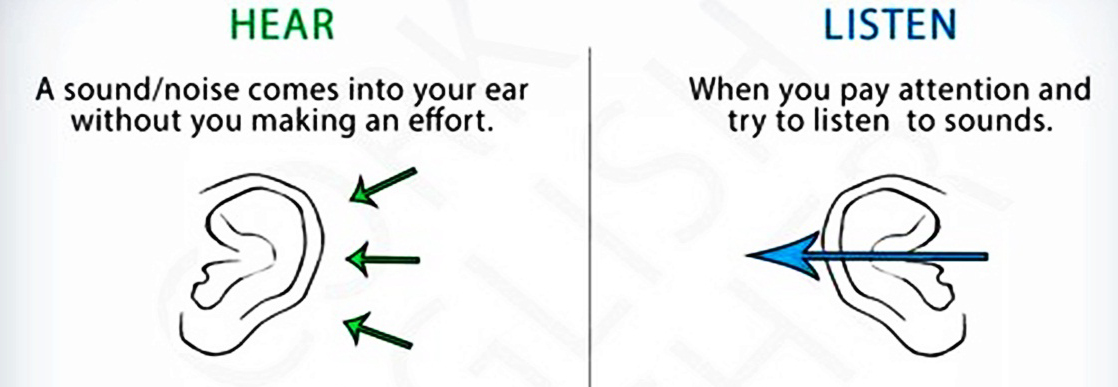 HEAR
A sound/noise comes into your ear
without you making an effort.
LISTEN
When you pay attention and
try to listen  to sounds.